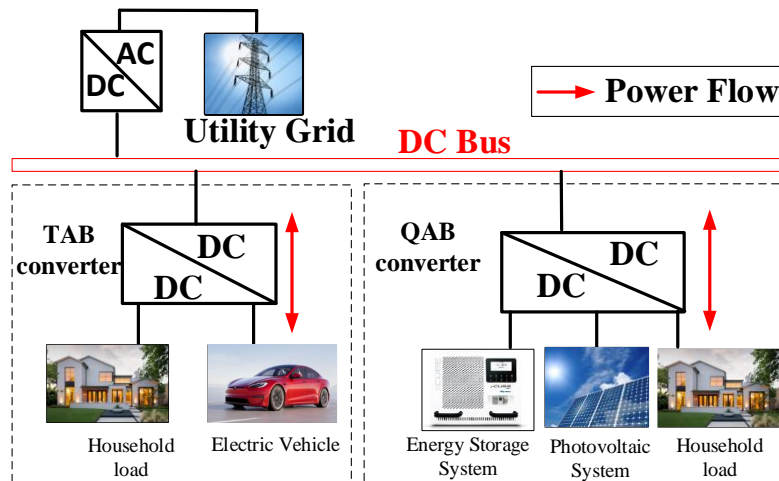 AC
DC
Utility Grid
Power Flow
DC Bus
TAB
converter
DC
DC
QAB
converter
DC
DC
Household
load
Electric Vehicle
Energy Storage
System
Photovoltaic
System
Household
load